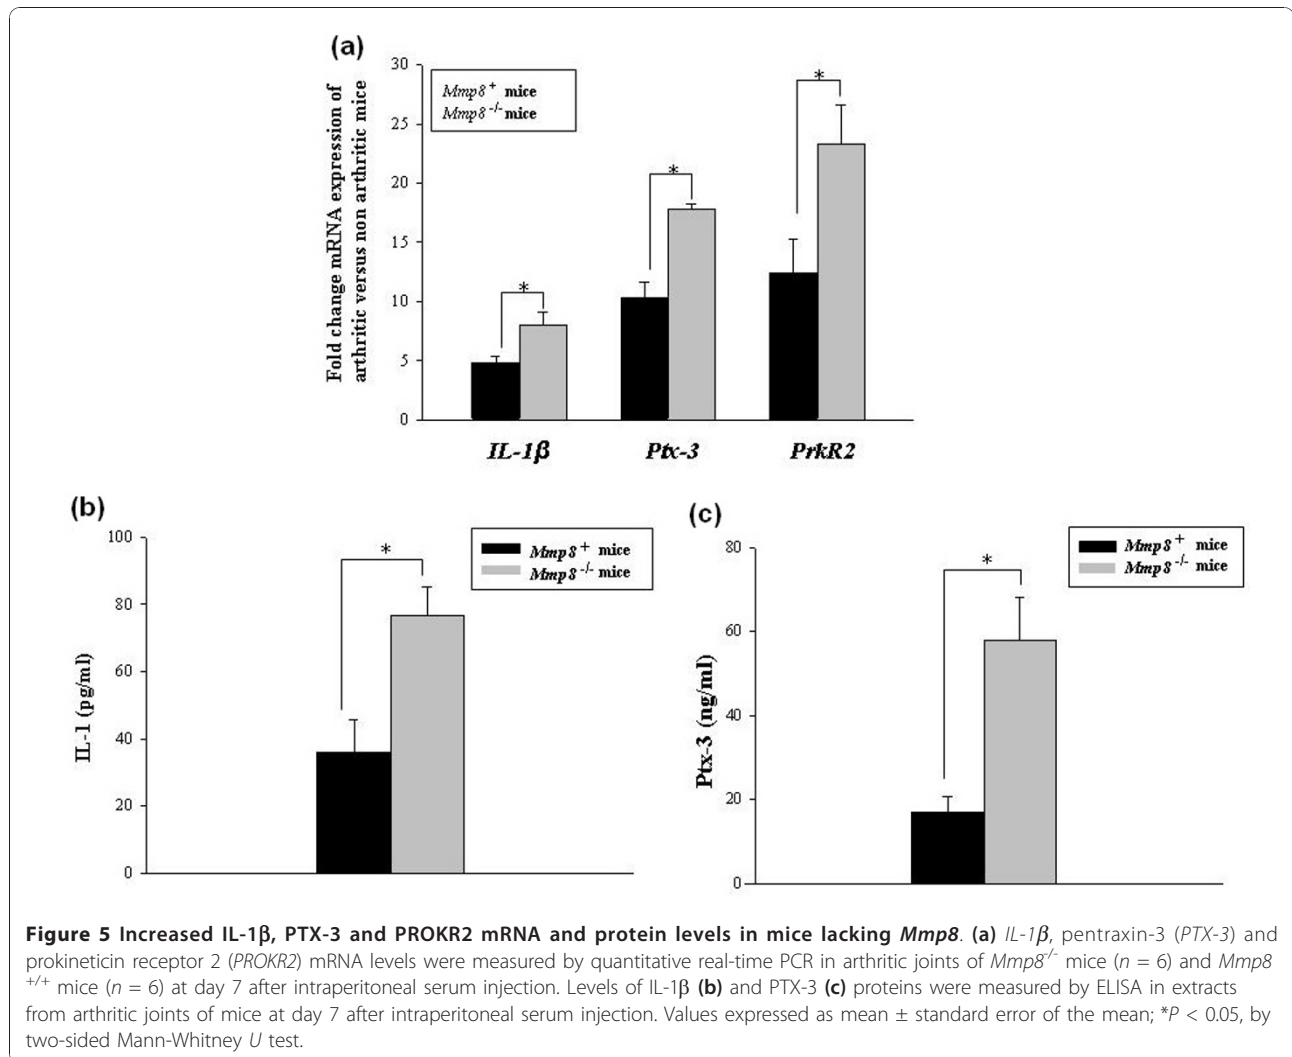 (a)
Fold change mRNA expression of
arthritic versus non arthritic mice
30
25
20
15
10
5
0
Mmp8 + mice
Mmp8 -/- mice
*
*
*
IL-1β
Ptx-3
PrkR2
(b)
IL-1 (pg/ml)
100
80
60
40
20
0
*
Mmp8 + mice
Mmp8 -/- mice
(c)
Ptx-3 (ng/ml)
80
60
40
20
0
*
Mmp8 + mice
Mmp8 -/- mice
Figure 5 Increased IL-1β, PTX-3 and PROKR2 mRNA and protein levels in mice lacking Mmp8. (a) IL-1β, pentraxin-3 (PTX-3) and
prokineticin receptor 2 (PROKR2) mRNA levels were measured by quantitative real-time PCR in arthritic joints of Mmp8-/- mice (n = 6) and Mmp8
+/+ mice (n = 6) at day 7 after intraperitoneal serum injection. Levels of IL-1β (b) and PTX-3 (c) proteins were measured by ELISA in extracts
from arthritic joints of mice at day 7 after intraperitoneal serum injection. Values expressed as mean ± standard error of the mean; *P < 0.05, by
two-sided Mann-Whitney U test.